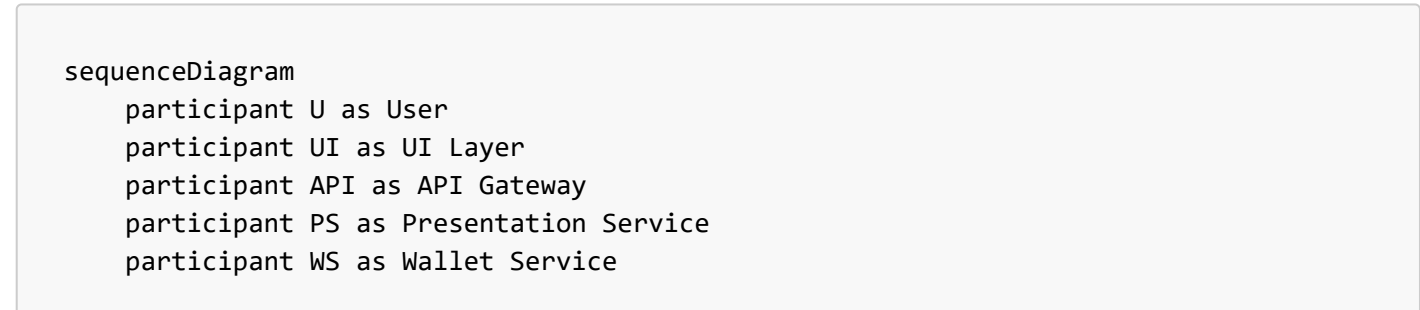 sequenceDiagram
    participant U as User
    participant UI as UI Layer
    participant API as API Gateway
    participant PS as Presentation Service
    participant WS as Wallet Service